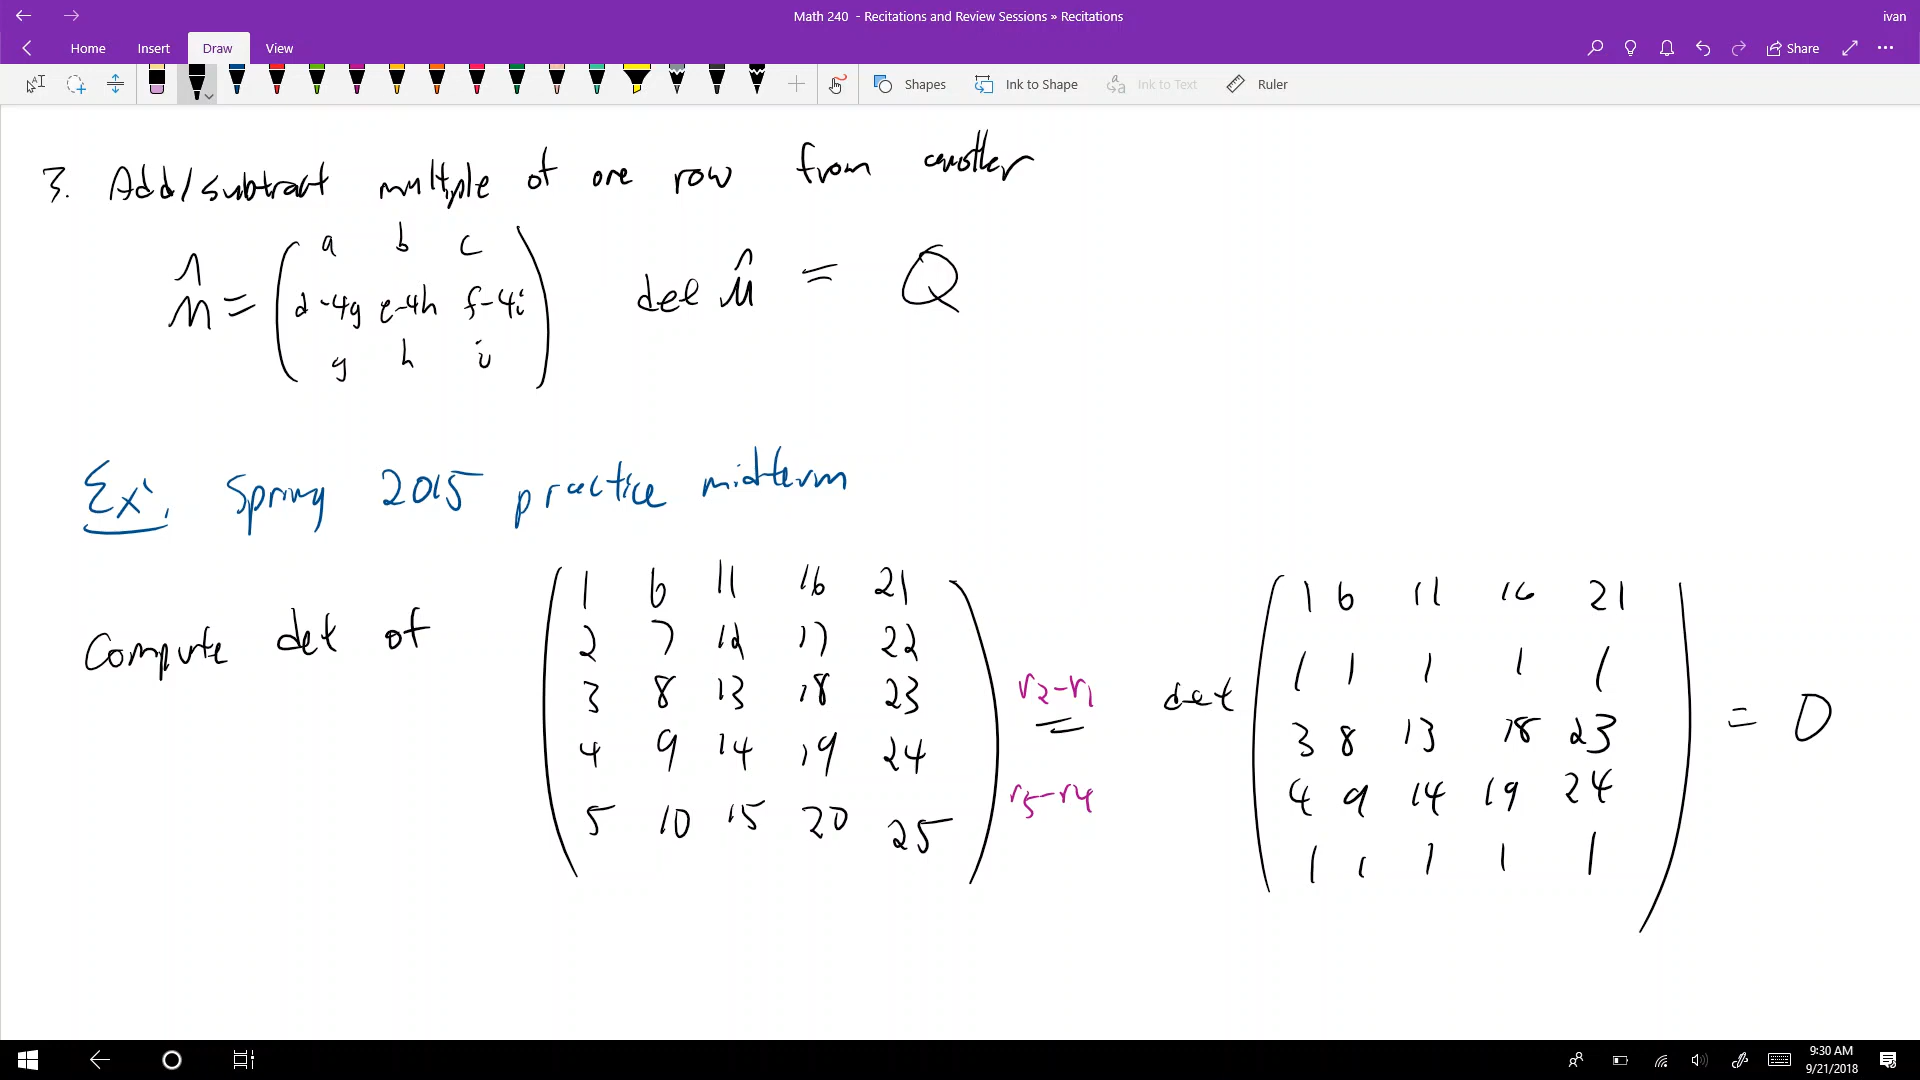 Math 240 - Recitations and Review Sessions » Recitations
ivan
Home Insert Draw View
Share
Shapes Ink to Shape Ink to Text Ruler
3. Add/subtract multiple of one row from another
M̂ = ( a b c
d-4g e-4h f-4i
g h i )
det M̂ = Q
Ex: Spring 2015 practice midterm
Compute det of
1 6 11 16 21
2 7 12 17 22
3 8 13 18 23
4 9 14 19 24
5 10 15 20 25
r2-r1
=
r5-r4
det
1 6 11 16 21
1 1 1 1 1
3 8 13 18 23
4 9 14 19 24
1 1 1 1 1
= 0
9:30 AM
9/21/2018